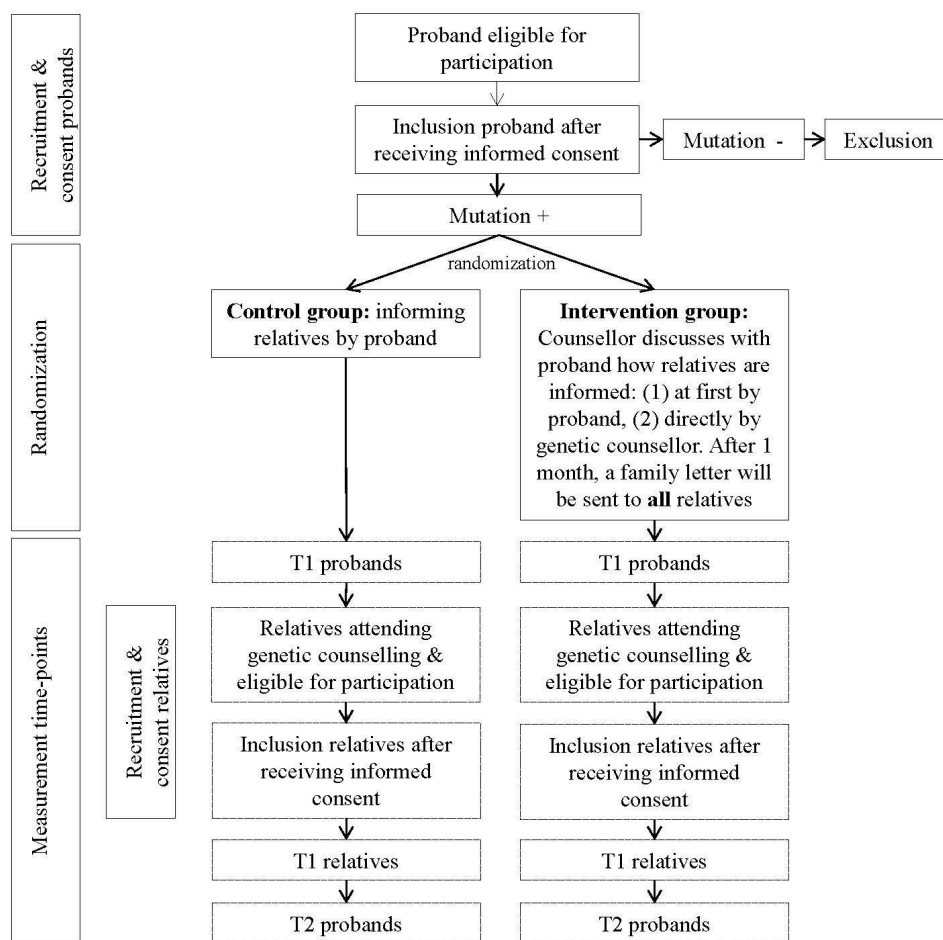 Recruitment &
consent probands
Proband eligible for
participation
Inclusion proband after
receiving informed consent
Mutation -
Exclusion
Mutation +
Randomization
randomization
Control group: informing
relatives by proband
Intervention group:
Counsellor discusses with
proband how relatives are
informed: (1) at first by
proband, (2) directly by
genetic counsellor. After 1
month, a family letter will
be sent to all relatives
Measurement time-points
Recruitment &
consent relatives
T1 probands
T1 probands
Relatives attending
genetic counselling &
eligible for participation
Relatives attending
genetic counselling &
eligible for participation
Inclusion relatives after
receiving informed
consent
Inclusion relatives after
receiving informed
consent
T1 relatives
T1 relatives
T2 probands
T2 probands